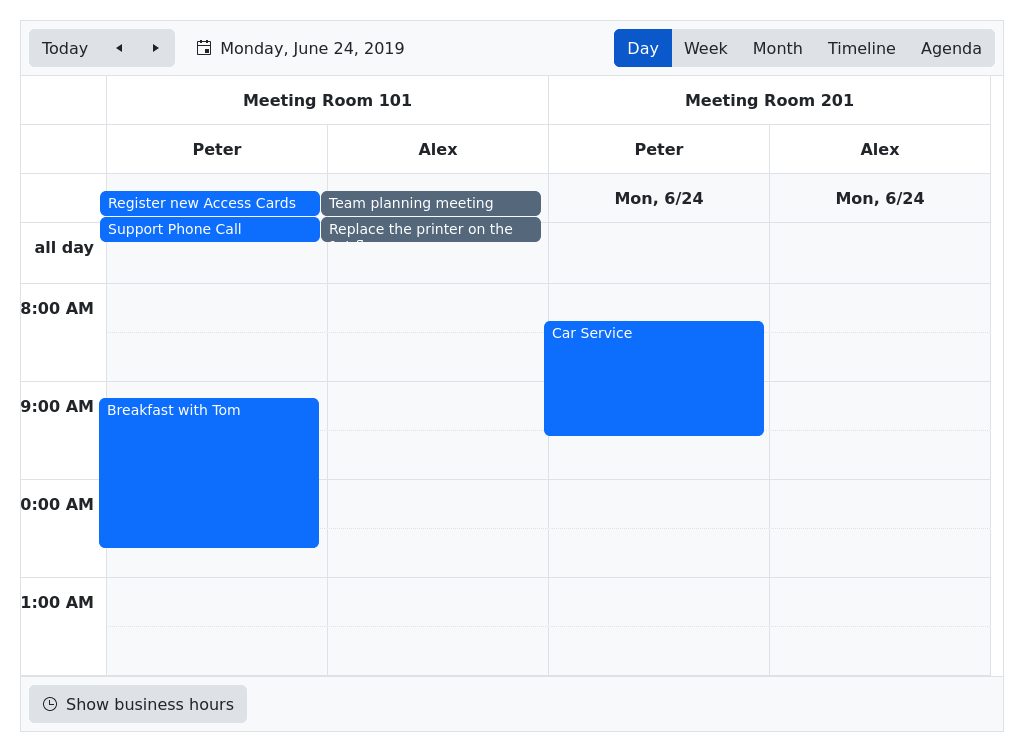 Today
Monday, June 24, 2019
Day
Week
Month
Timeline
Agenda
Meeting Room 101
Meeting Room 201
Peter
Alex
Peter
Alex
Register new Access Cards
Team planning meeting
Mon, 6/24
Mon, 6/24
Support Phone Call
Replace the printer on the
all day
8:00 AM
Car Service
9:00 AM
Breakfast with Tom
0:00 AM
1:00 AM
Show business hours